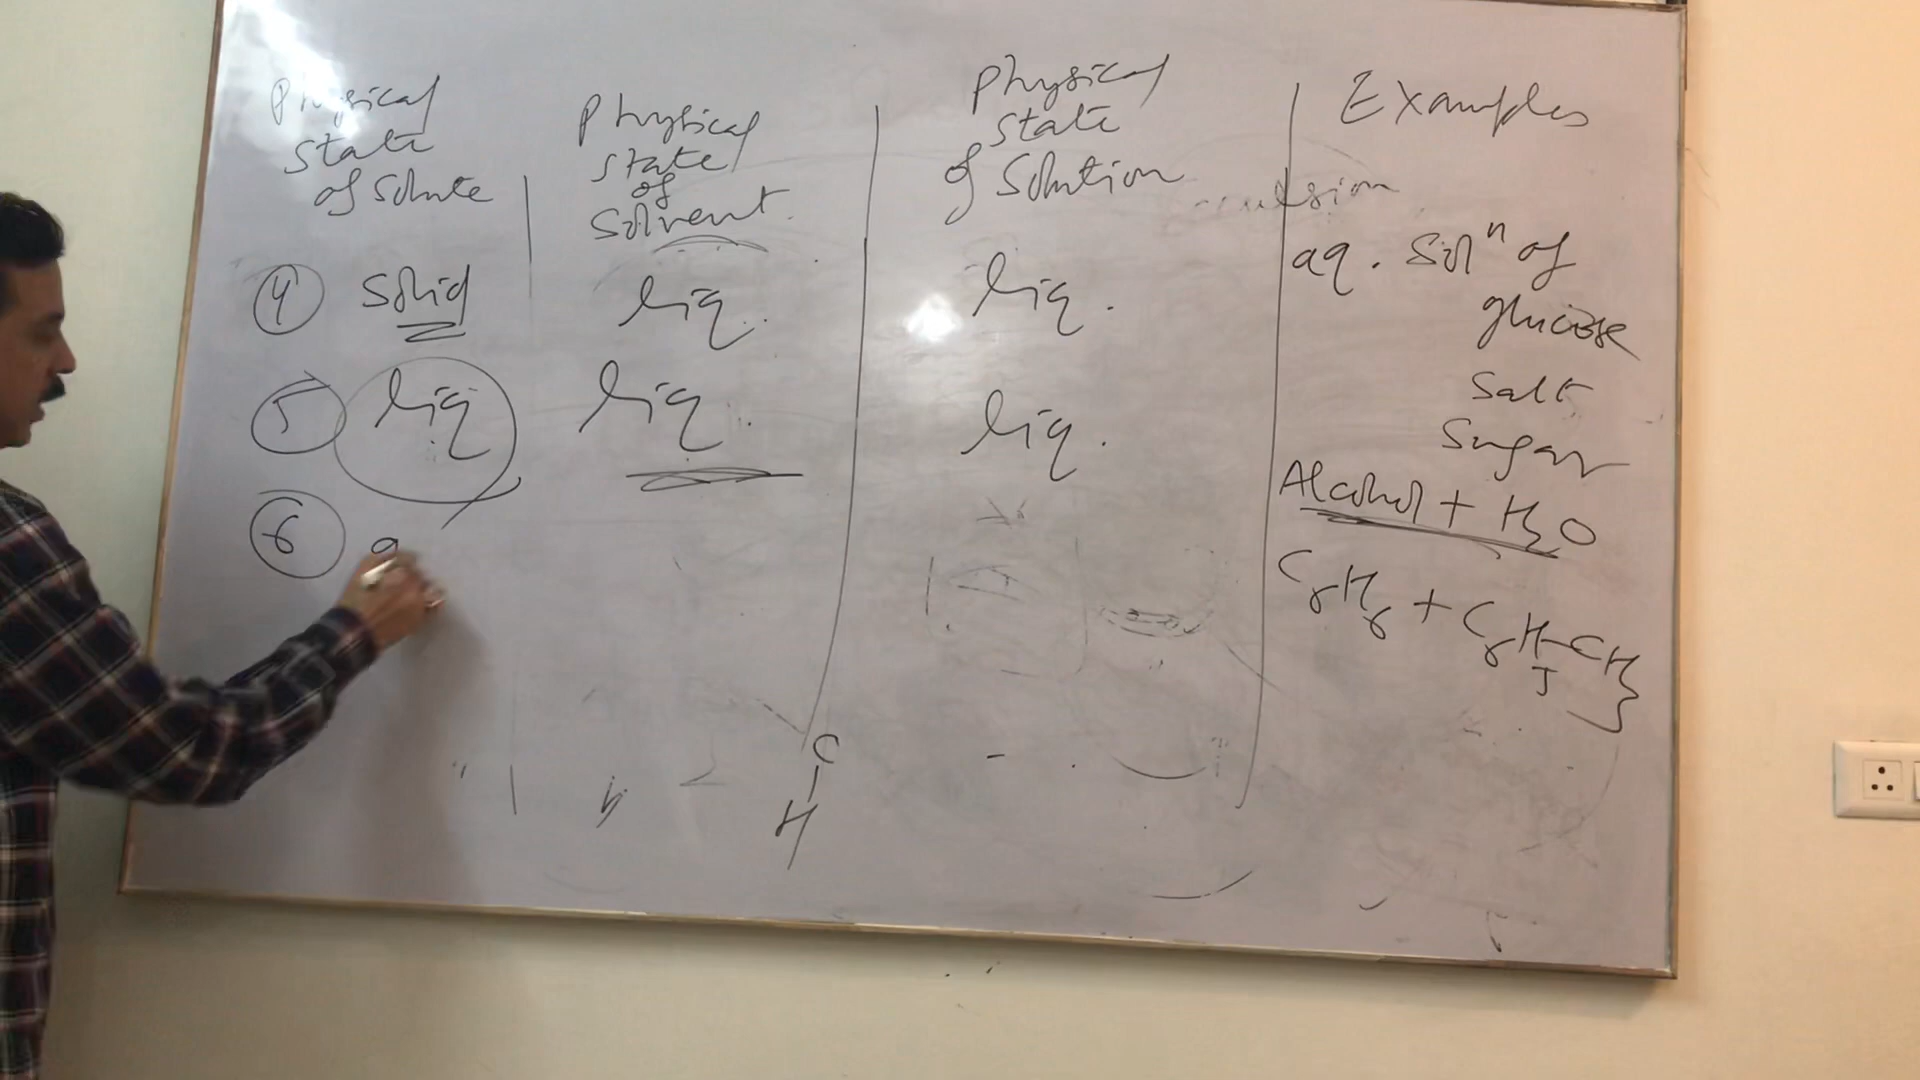 Physical
state
of Solute
Physical
state
of
Solvent.
Physical
state
of Solution
Examples
4 Solid
liq.
liq.
aq. Solⁿ of
glucose
Salt
Sugar
5 liq
liq.
liq.
Alcohol + H2O
C6H6 + C6H5-CH3
6 g
C
H